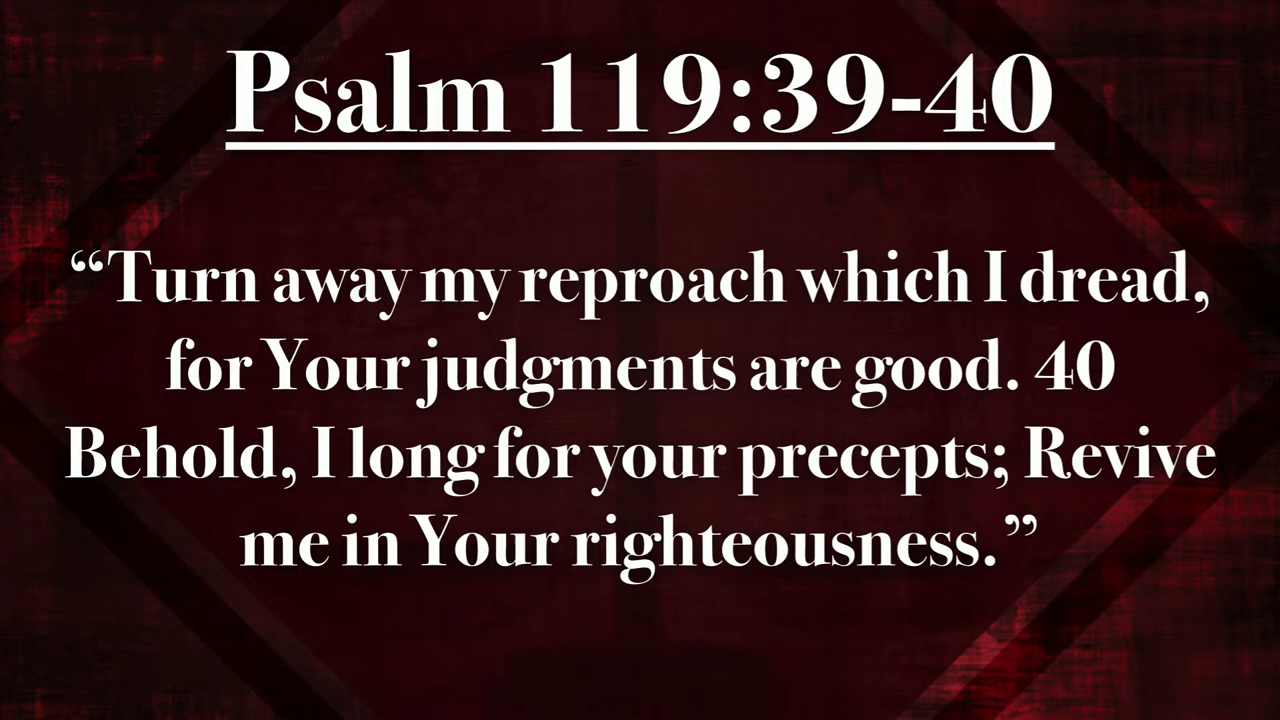 Psalm 119:39-40
“Turn away my reproach which I dread,
for Your judgments are good. 40
Behold, I long for your precepts; Revive
me in Your righteousness.”